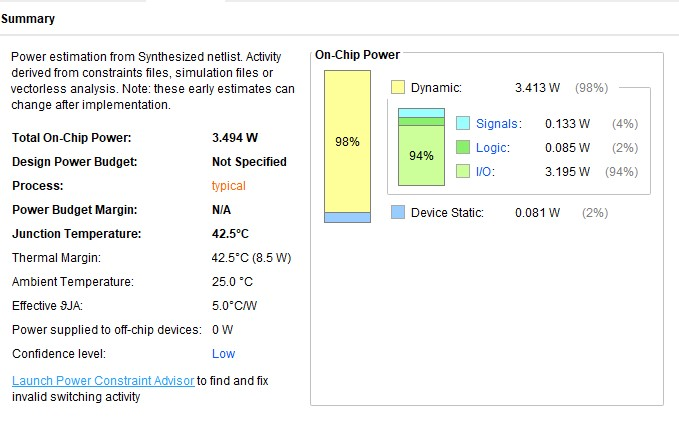 Summary
Power estimation from Synthesized netlist. Activity
derived from constraints files, simulation files or
vectorless analysis. Note: these early estimates can
change after implementation.
Total On-Chip Power: 3.494 W
Design Power Budget: Not Specified
Process: typical
Power Budget Margin: N/A
Junction Temperature: 42.5°C
Thermal Margin: 42.5°C (8.5 W)
Ambient Temperature: 25.0 °C
Effective ϑJA: 5.0°C/W
Power supplied to off-chip devices: 0 W
Confidence level: Low
Launch Power Constraint Advisor to find and fix
invalid switching activity
On-Chip Power
98%
94%
Dynamic: 3.413 W (98%)
Signals: 0.133 W (4%)
Logic: 0.085 W (2%)
I/O: 3.195 W (94%)
Device Static: 0.081 W (2%)